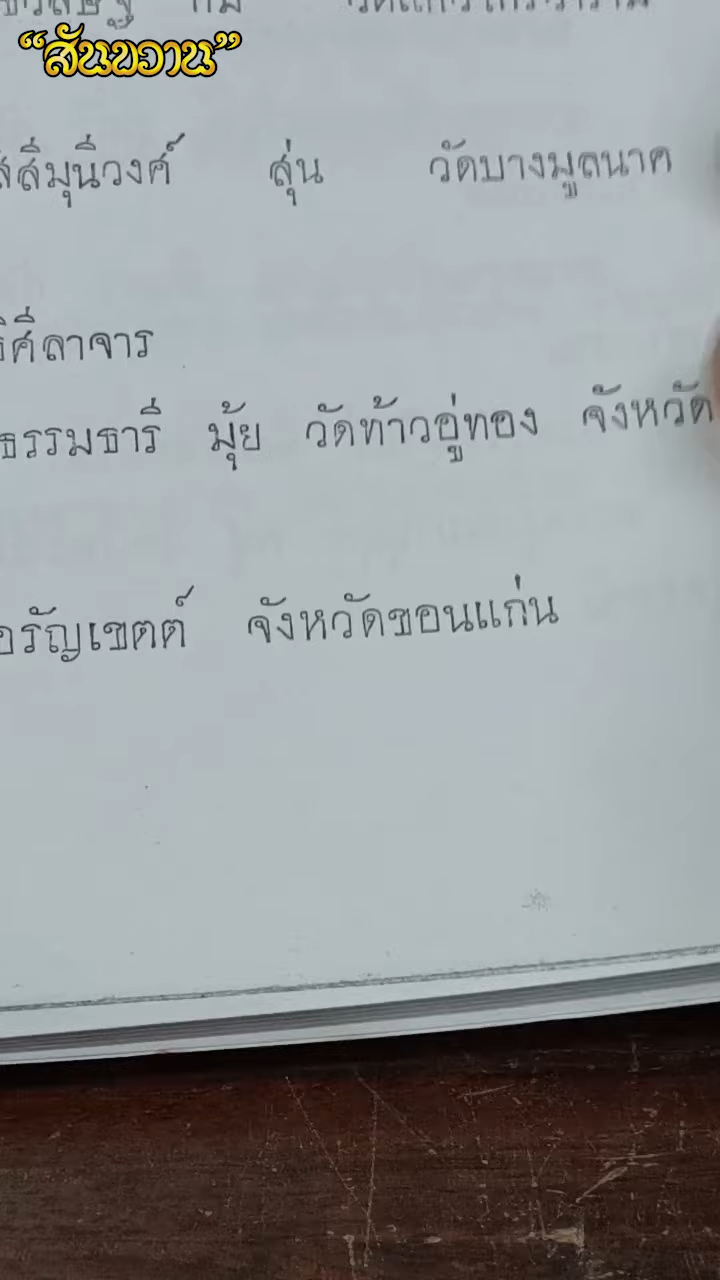 “สันขวาน”
สีมุนีวงศ์ สุ่น วัดบางมูลนาค
ศีลาจาร
ธรรมธารี มุ้ย วัดท้าวอู่ทอง จังหวัด
อรัญเขตต์ จังหวัดขอนแก่น